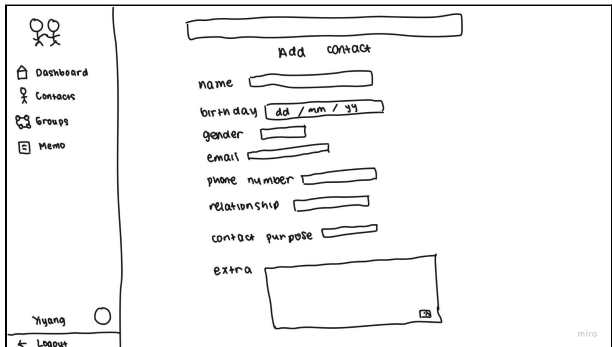 Dashboard
Contacts
Groups
Memo
Yiyang
Logout
Add contact
name
birthday dd / mm / yy
gender
email
phone number
relationship
contact purpose
extra
miro